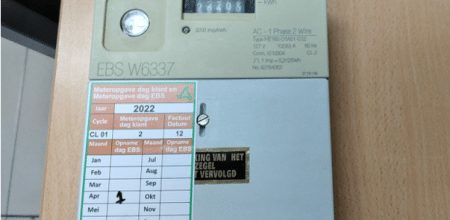 kWh
AC - 1 Phase 2 Wire
EBS W6337
Meteropgave dag klant en
Meteropgave dag EBS
Jaar 2022
Cycle Meteropgave dag klant Factuur Datum
CL 01 2 12
Maand Opname dag EBS Maand Opname dag EBS
Jan Jul
Feb Aug
Mar Sep
Apr 1 Okt
Mei Nov
KING VAN HET
ZEGEL
T VERVOLGD